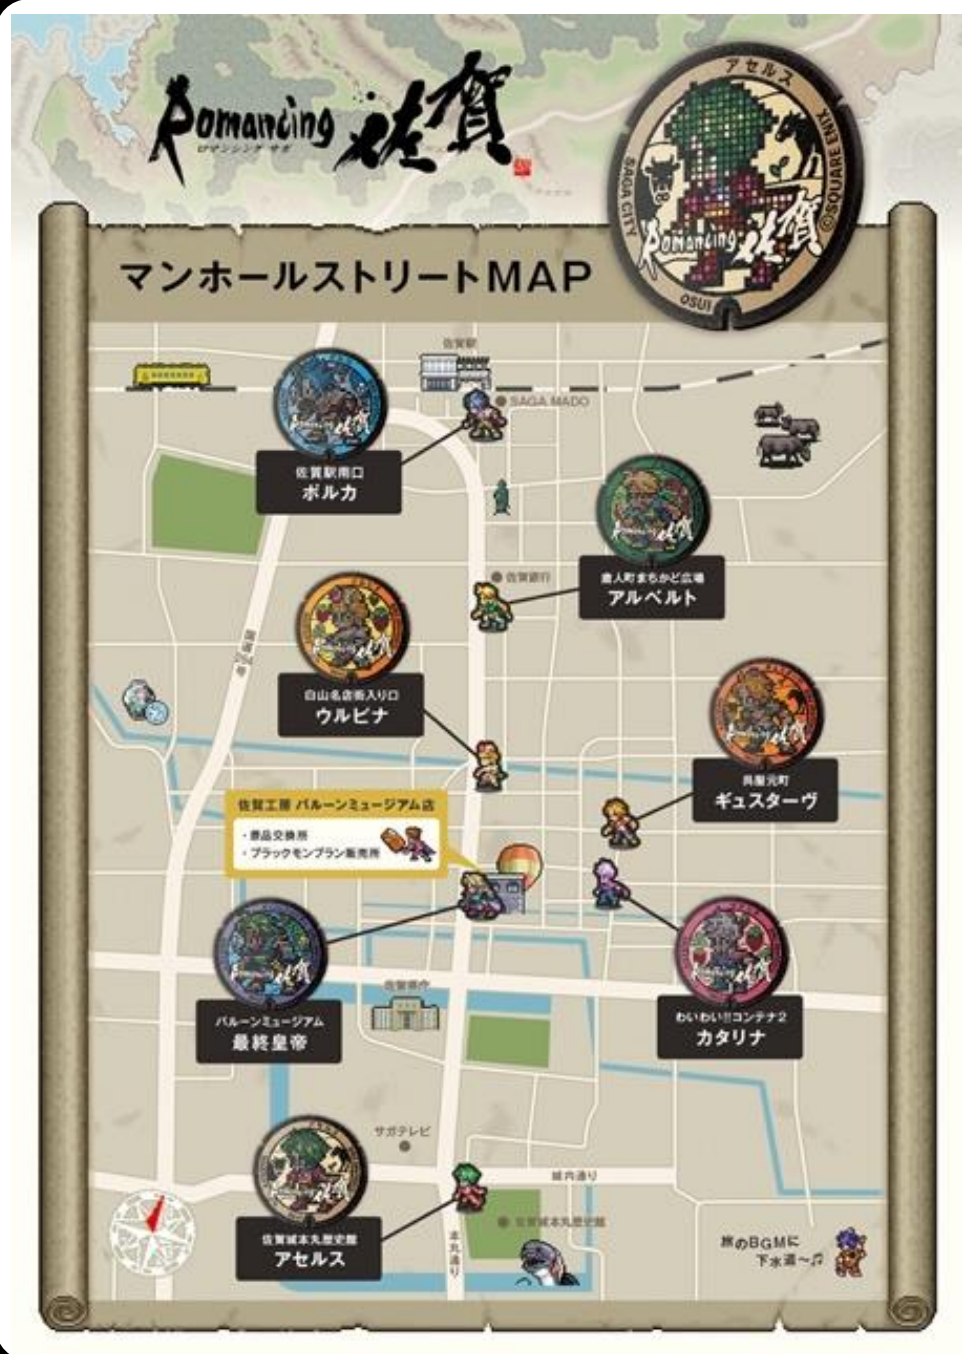 Romancing 佐賀
ロマンシング サガ
アセルス
SAGA CITY
©SQUARE ENIX
Romancing 佐賀
OSUI
マンホールストリートMAP
佐賀駅
SAGA MADO
佐賀駅南口
ポルカ
佐賀銀行
歳人町まちかど広場
アルベルト
白山名店街入り口
ウルピナ
呉服元町
ギュスターヴ
佐賀工房 バルーンミュージアム店
・景品交換所
・ブラックモンブラン販売所
バルーンミュージアム
最終皇帝
佐賀県庁
わいわい!!コンテナ2
カタリナ
サガテレビ
城内通り
佐賀城本丸歴史館
アセルス
佐賀城本丸歴史館
本丸通り
旅のBGMに
下水道〜♫